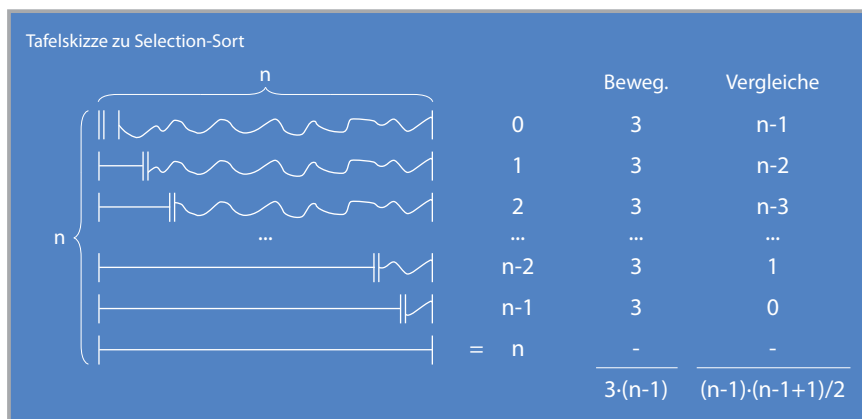 Tafelskizze zu Selection-Sort
n
Beweg. Vergleiche
0 3 n-1
1 3 n-2
2 3 n-3
n
... ... ... ...
n-2 3 1
n-1 3 0
= n - -
3·(n-1) (n-1)·(n-1+1)/2